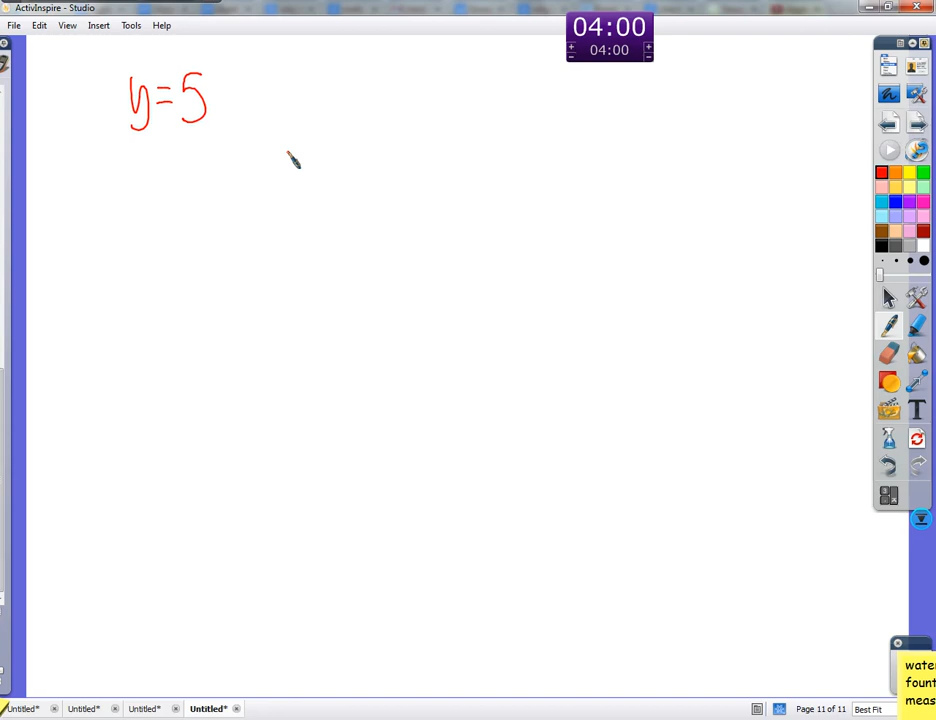 ActivInspire - Studio
File Edit View Insert Tools Help
04:00
04:00
y=5
wate
fount
meas
Untitled* Untitled* Untitled* Untitled*
Page 11 of 11 Best Fit